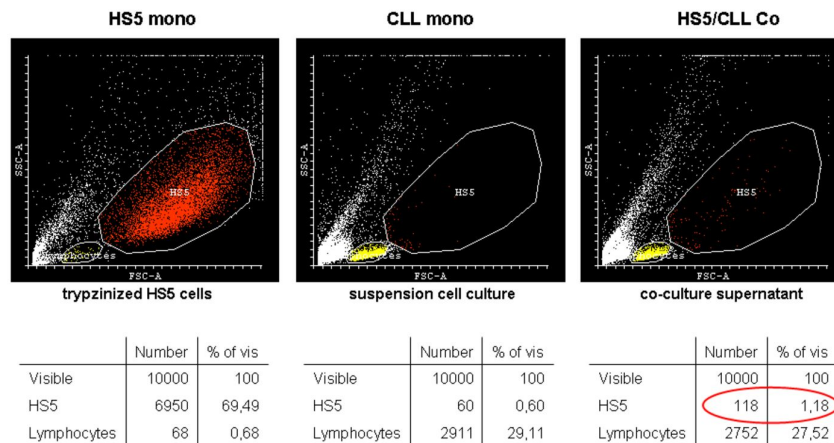 HS5 mono
CLL mono
HS5/CLL Co
SSC-A
HS5
FSC-A
trypzinized HS5 cells
SSC-A
HS5
FSC-A
suspension cell culture
SSC-A
HS5
FSC-A
co-culture supernatant
Number % of vis
Visible 10000 100
HS5 6950 69,49
Lymphocytes 68 0,68
Number % of vis
Visible 10000 100
HS5 60 0,60
Lymphocytes 2911 29,11
Number % of vis
Visible 10000 100
HS5 118 1,18
Lymphocytes 2752 27,52